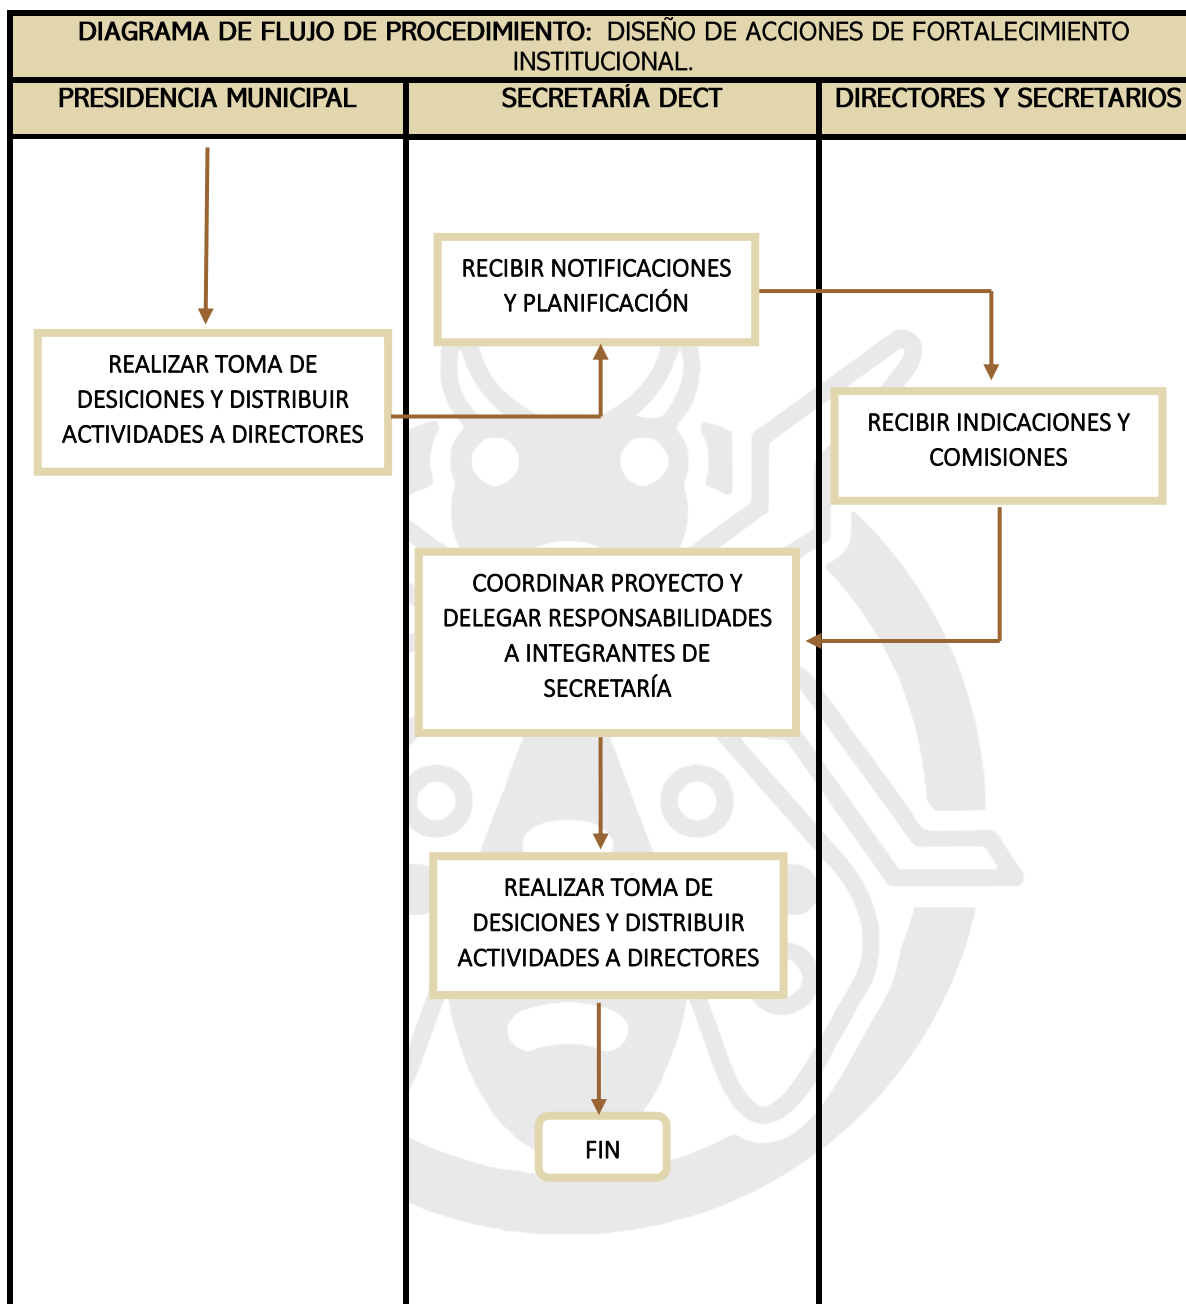 DIAGRAMA DE FLUJO DE PROCEDIMIENTO: DISEÑO DE ACCIONES DE FORTALECIMIENTO
INSTITUCIONAL.
PRESIDENCIA MUNICIPAL
SECRETARÍA DECT
DIRECTORES Y SECRETARIOS
REALIZAR TOMA DE
DESICIONES Y DISTRIBUIR
ACTIVIDADES A DIRECTORES
RECIBIR NOTIFICACIONES
Y PLANIFICACIÓN
RECIBIR INDICACIONES Y
COMISIONES
COORDINAR PROYECTO Y
DELEGAR RESPONSABILIDADES
A INTEGRANTES DE
SECRETARÍA
REALIZAR TOMA DE
DESICIONES Y DISTRIBUIR
ACTIVIDADES A DIRECTORES
FIN